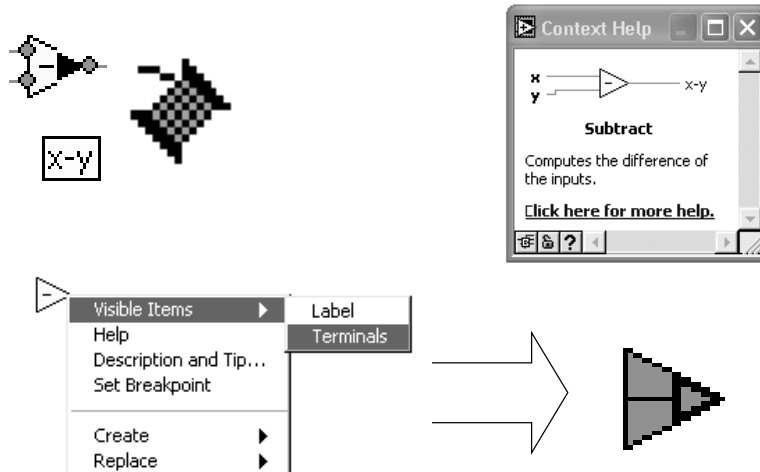 x-y
Context Help
x
y
x-y
Subtract
Computes the difference of
the inputs.
Click here for more help.
?
Visible Items
Label
Help
Terminals
Description and Tip...
Set Breakpoint
Create
Replace